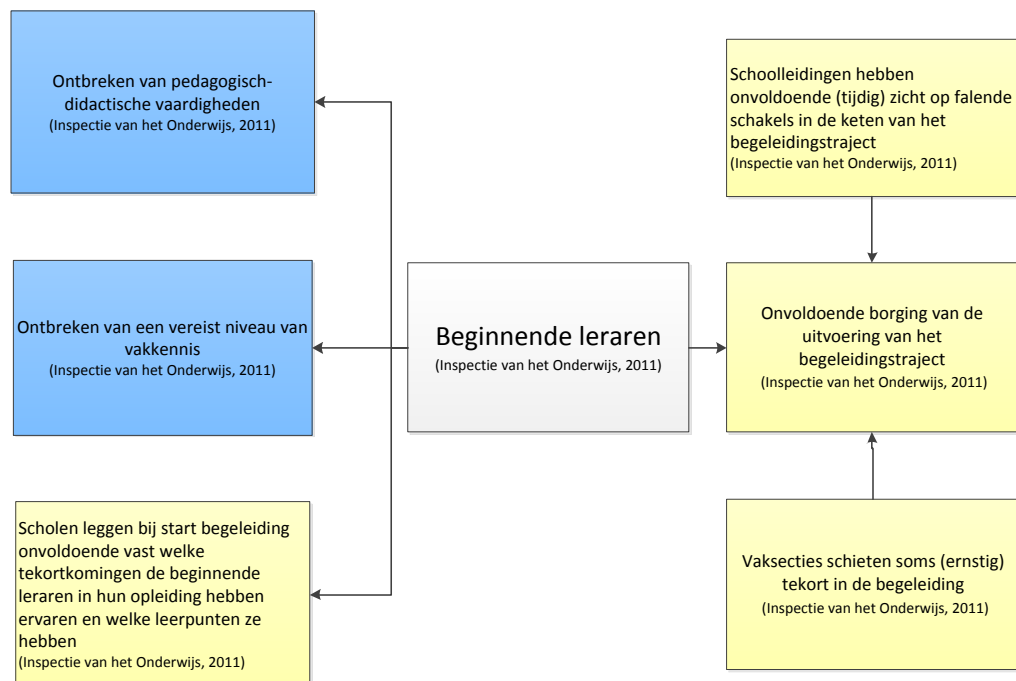 Ontbreken van pedagogisch-
didactische vaardigheden
(Inspectie van het Onderwijs, 2011)
Ontbreken van een vereist niveau van
vakkennis
(Inspectie van het Onderwijs, 2011)
Scholen leggen bij start begeleiding
onvoldoende vast welke
tekortkomingen de beginnende
leraren in hun opleiding hebben
ervaren en welke leerpunten ze
hebben
(Inspectie van het Onderwijs, 2011)
Beginnende leraren
(Inspectie van het Onderwijs, 2011)
Schoolleidingen hebben
onvoldoende (tijdig) zicht op falende
schakels in de keten van het
begeleidingstraject
(Inspectie van het Onderwijs, 2011)
Onvoldoende borging van de
uitvoering van het
begeleidingstraject
(Inspectie van het Onderwijs, 2011)
Vaksecties schieten soms (ernstig)
tekort in de begeleiding
(Inspectie van het Onderwijs, 2011)